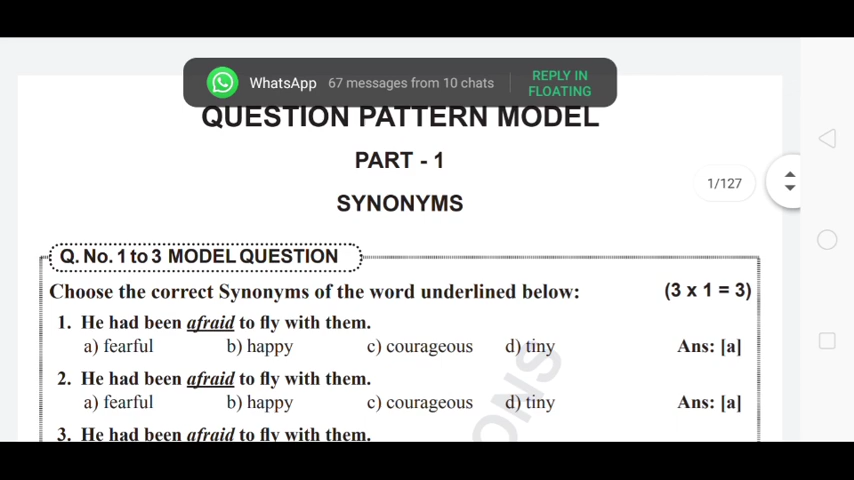 WhatsApp 67 messages from 10 chats
REPLY IN
FLOATING
QUESTION PATTERN MODEL
PART - 1
1/127
SYNONYMS
Q. No. 1 to 3 MODEL QUESTION
Choose the correct Synonyms of the word underlined below: (3 x 1 = 3)
1. He had been afraid to fly with them.
a) fearful b) happy c) courageous d) tiny Ans: [a]
2. He had been afraid to fly with them.
a) fearful b) happy c) courageous d) tiny Ans: [a]
3. He had been afraid to fly with them.
ONS